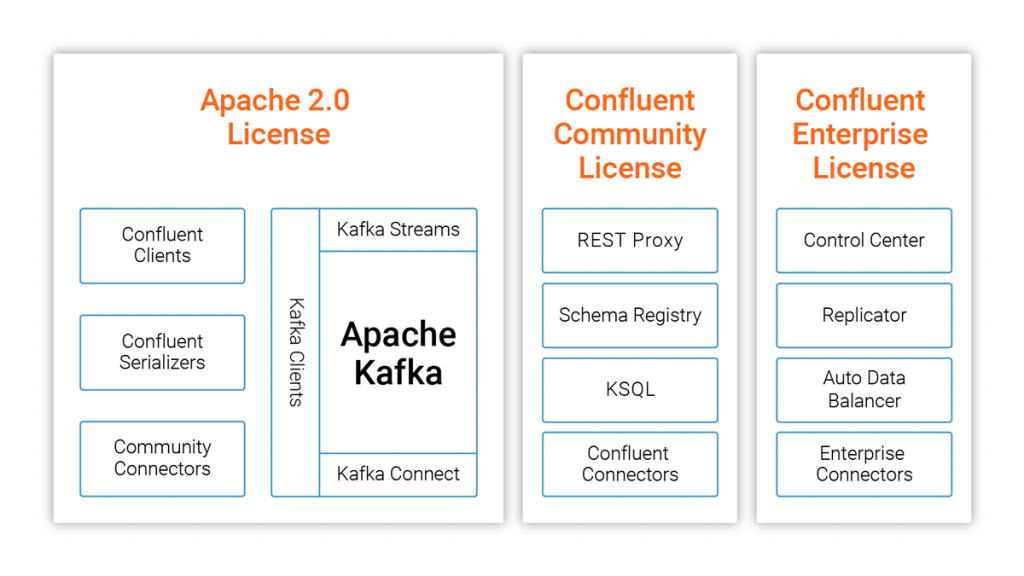 Apache 2.0
License
Confluent
Clients
Confluent
Serializers
Community
Connectors
Kafka Clients
Kafka Streams
Apache
Kafka
Kafka Connect
Confluent
Community
License
REST Proxy
Schema Registry
KSQL
Confluent
Connectors
Confluent
Enterprise
License
Control Center
Replicator
Auto Data
Balancer
Enterprise
Connectors